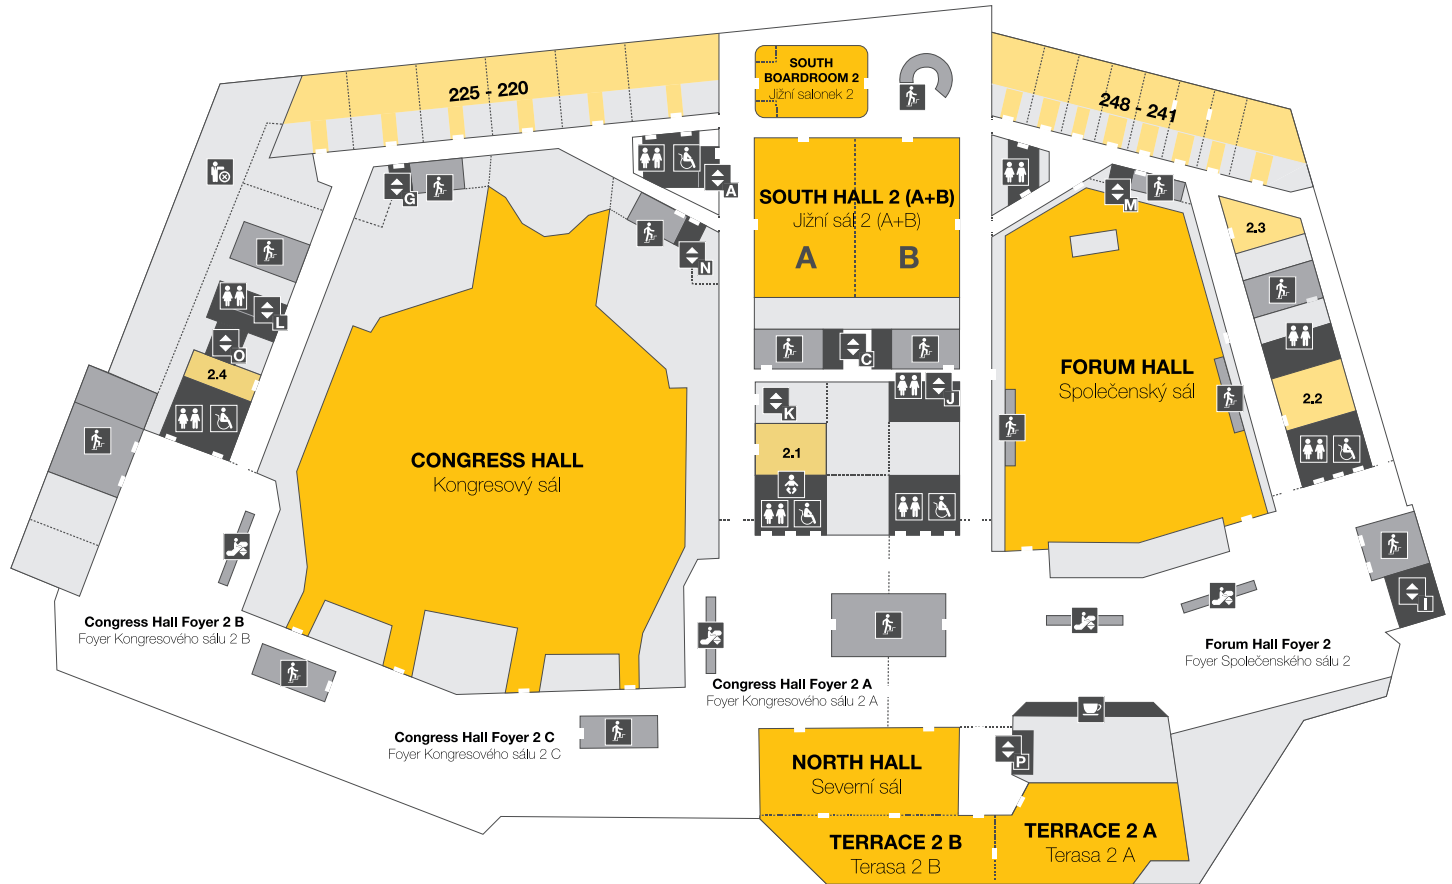 SOUTH
BOARDROOM 2
Jižní salonek 2
225 - 220
248 - 241
A
G
N
M
SOUTH HALL 2 (A+B)
Jižní sál 2 (A+B)
A
B
2.3
L
O
2.4
C
K
J
2.1
2.2
FORUM HALL
Společenský sál
CONGRESS HALL
Kongresový sál
I
Congress Hall Foyer 2 B
Foyer Kongresového sálu 2 B
Forum Hall Foyer 2
Foyer Společenského sálu 2
Congress Hall Foyer 2 A
Foyer Kongresového sálu 2 A
Congress Hall Foyer 2 C
Foyer Kongresového sálu 2 C
P
NORTH HALL
Severní sál
TERRACE 2 B
Terasa 2 B
TERRACE 2 A
Terasa 2 A